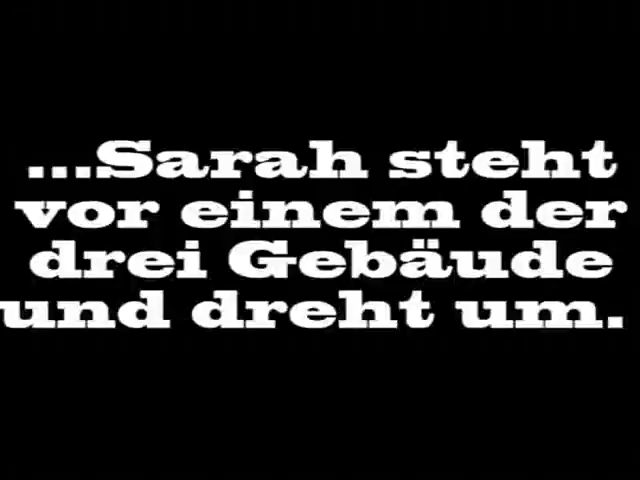 ...Sarah steht
vor einem der
drei Gebäude
und dreht um.